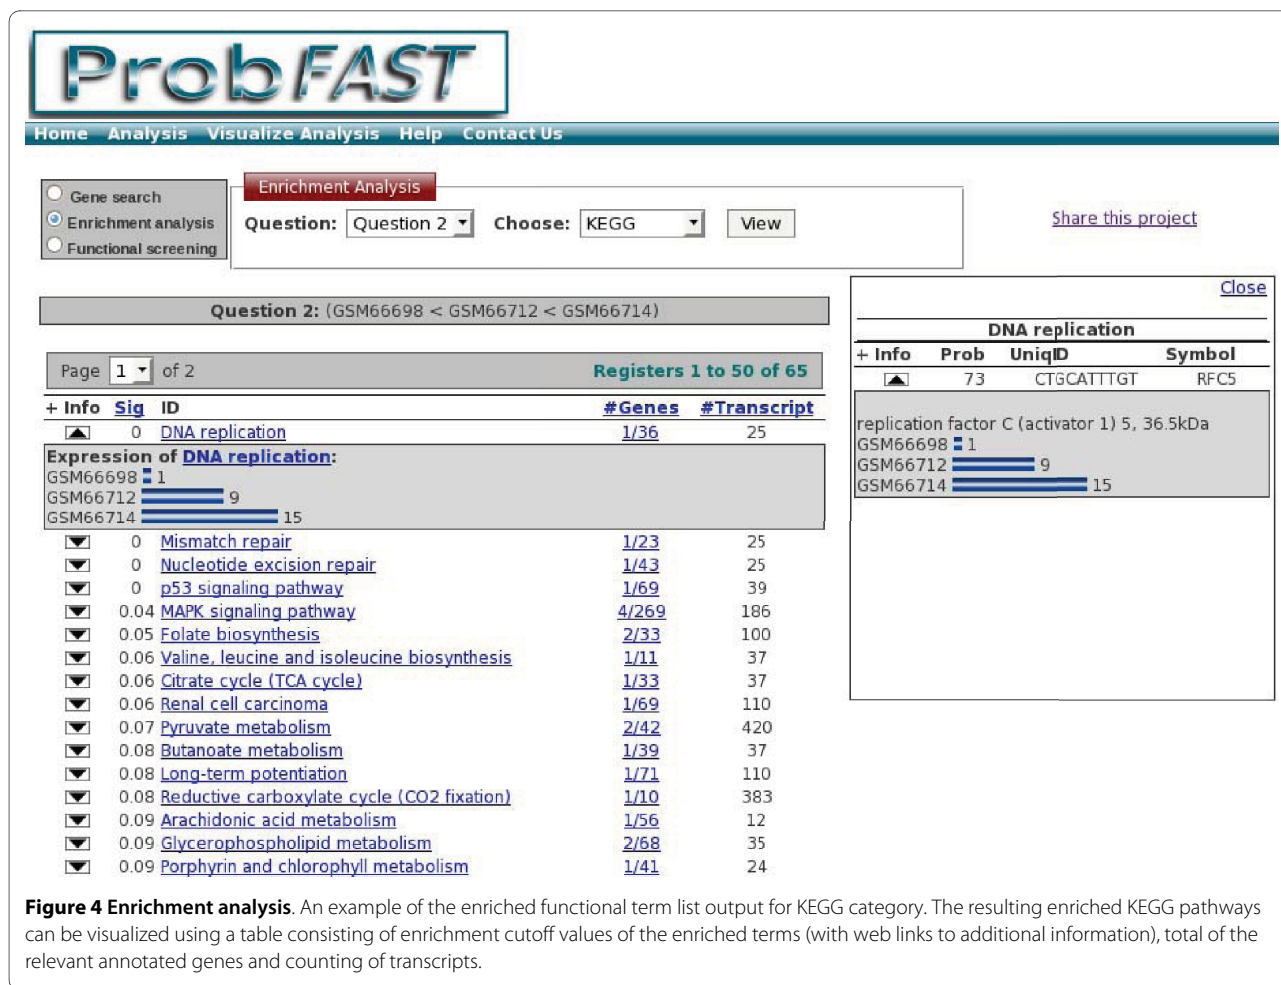 ProbFAST
Home Analysis Visualize Analysis Help Contact Us
Gene search
Enrichment analysis
Functional screening
Enrichment Analysis
Question: Question 2 Choose: KEGG View
Share this project
Question 2: (GSM66698 < GSM66712 < GSM66714)
Page 1 of 2 Registers 1 to 50 of 65
+ Info Sig ID #Genes #Transcript
0 DNA replication 1/36 25
Expression of DNA replication:
GSM66698 1
GSM66712 9
GSM66714 15
0 Mismatch repair 1/23 25
0 Nucleotide excision repair 1/43 25
0 p53 signaling pathway 1/69 39
0.04 MAPK signaling pathway 4/269 186
0.05 Folate biosynthesis 2/33 100
0.06 Valine, leucine and isoleucine biosynthesis 1/11 37
0.06 Citrate cycle (TCA cycle) 1/33 37
0.06 Renal cell carcinoma 1/69 110
0.07 Pyruvate metabolism 2/42 420
0.08 Butanoate metabolism 1/39 37
0.08 Long-term potentiation 1/71 110
0.08 Reductive carboxylate cycle (CO2 fixation) 1/10 383
0.09 Arachidonic acid metabolism 1/56 12
0.09 Glycerophospholipid metabolism 2/68 35
0.09 Porphyrin and chlorophyll metabolism 1/41 24
Close
DNA replication
+ Info Prob UniqID Symbol
73 CTGCATTTGT RFC5
replication factor C (activator 1) 5, 36.5kDa
GSM66698 1
GSM66712 9
GSM66714 15
Figure 4 Enrichment analysis. An example of the enriched functional term list output for KEGG category. The resulting enriched KEGG pathways
can be visualized using a table consisting of enrichment cutoff values of the enriched terms (with web links to additional information), total of the
relevant annotated genes and counting of transcripts.